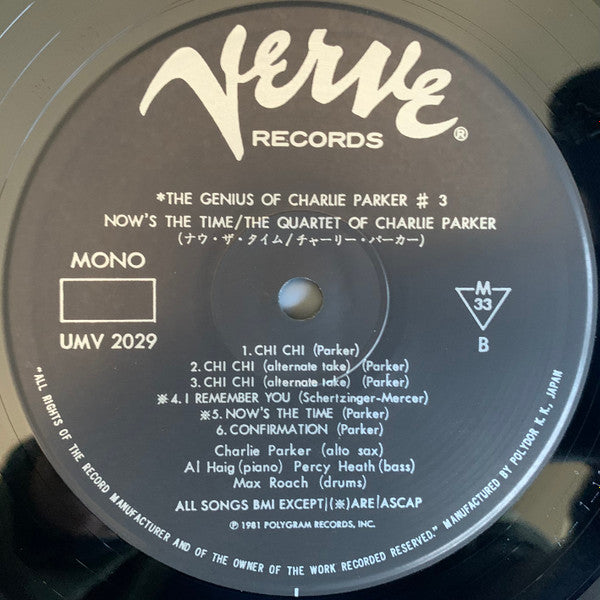 Verve®
RECORDS
*THE GENIUS OF CHARLIE PARKER # 3
NOW'S THE TIME/THE QUARTET OF CHARLIE PARKER
(ナウ・ザ・タイム/チャーリー・パーカー)
MONO
UMV 2029
M
33
B
1. CHI CHI (Parker)
2. CHI CHI (alternate take) (Parker)
3. CHI CHI (alternate take) (Parker)
※4. I REMEMBER YOU (Schertzinger-Mercer)
※5. NOW'S THE TIME (Parker)
6. CONFIRMATION (Parker)
Charlie Parker (alto sax)
Al Haig (piano) Percy Heath (bass)
Max Roach (drums)
ALL SONGS BMI EXCEPT|(※)ARE|ASCAP
℗ 1981 POLYGRAM RECORDS, INC.
"ALL RIGHTS OF THE RECORD MANUFACTURER AND OF THE OWNER OF THE WORK RECORDED RESERVED." MANUFACTURED BY POLYDOR K.K., JAPAN